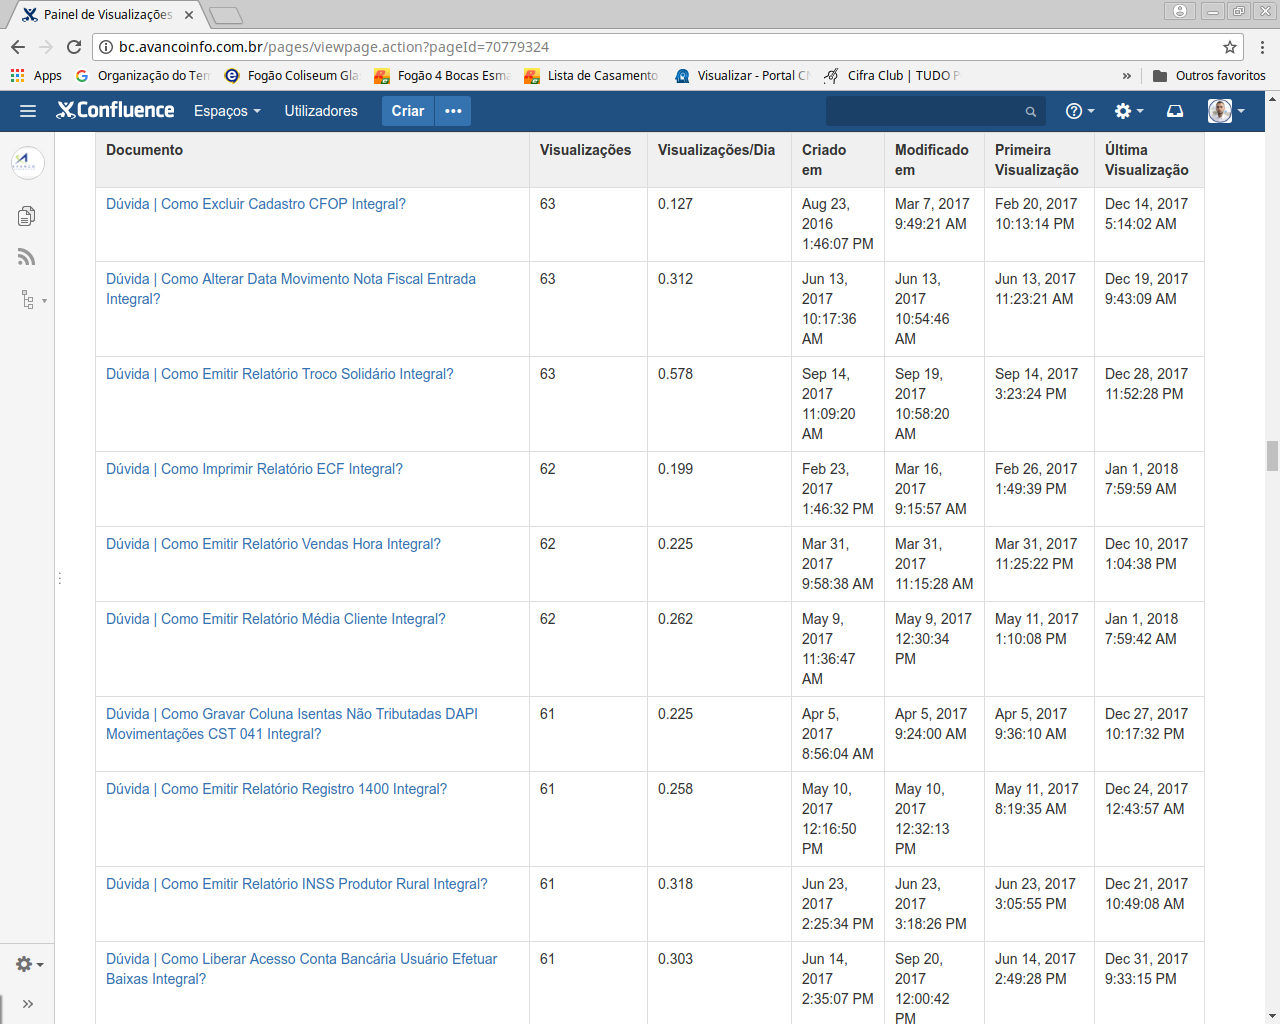 Painel de Visualizações
bc.avancoinfo.com.br/pages/viewpage.action?pageId=70779324
Apps Organização do Ter Fogão Coliseum Gla Fogão 4 Bocas Esma Lista de Casamento Visualizar - Portal C Cifra Club | TUDO » Outros favoritos
Confluence Espaços Utilizadores Criar
Documento Visualizações Visualizações/Dia Criado em Modificado em Primeira Visualização Última Visualização
Dúvida | Como Excluir Cadastro CFOP Integral? 63 0.127 Aug 23, 2016 1:46:07 PM Mar 7, 2017 9:49:21 AM Feb 20, 2017 10:13:14 PM Dec 14, 2017 5:14:02 AM
Dúvida | Como Alterar Data Movimento Nota Fiscal Entrada Integral? 63 0.312 Jun 13, 2017 10:17:36 AM Jun 13, 2017 10:54:46 AM Jun 13, 2017 11:23:21 AM Dec 19, 2017 9:43:09 AM
Dúvida | Como Emitir Relatório Troco Solidário Integral? 63 0.578 Sep 14, 2017 11:09:20 AM Sep 19, 2017 10:58:20 AM Sep 14, 2017 3:23:24 PM Dec 28, 2017 11:52:28 PM
Dúvida | Como Imprimir Relatório ECF Integral? 62 0.199 Feb 23, 2017 1:46:32 PM Mar 16, 2017 9:15:57 AM Feb 26, 2017 1:49:39 PM Jan 1, 2018 7:59:59 AM
Dúvida | Como Emitir Relatório Vendas Hora Integral? 62 0.225 Mar 31, 2017 9:58:38 AM Mar 31, 2017 11:15:28 AM Mar 31, 2017 11:25:22 PM Dec 10, 2017 1:04:38 PM
Dúvida | Como Emitir Relatório Média Cliente Integral? 62 0.262 May 9, 2017 11:36:47 AM May 9, 2017 12:30:34 PM May 11, 2017 1:10:08 PM Jan 1, 2018 7:59:42 AM
Dúvida | Como Gravar Coluna Isentas Não Tributadas DAPI Movimentações CST 041 Integral? 61 0.225 Apr 5, 2017 8:56:04 AM Apr 5, 2017 9:24:00 AM Apr 5, 2017 9:36:10 AM Dec 27, 2017 10:17:32 PM
Dúvida | Como Emitir Relatório Registro 1400 Integral? 61 0.258 May 10, 2017 12:16:50 PM May 10, 2017 12:32:13 PM May 11, 2017 8:19:35 AM Dec 24, 2017 12:43:57 AM
Dúvida | Como Emitir Relatório INSS Produtor Rural Integral? 61 0.318 Jun 23, 2017 2:25:34 PM Jun 23, 2017 3:18:26 PM Jun 23, 2017 3:05:55 PM Dec 21, 2017 10:49:08 AM
Dúvida | Como Liberar Acesso Conta Bancária Usuário Efetuar Baixas Integral? 61 0.303 Jun 14, 2017 2:35:07 PM Sep 20, 2017 12:00:42 PM Jun 14, 2017 2:49:28 PM Dec 31, 2017 9:33:15 PM